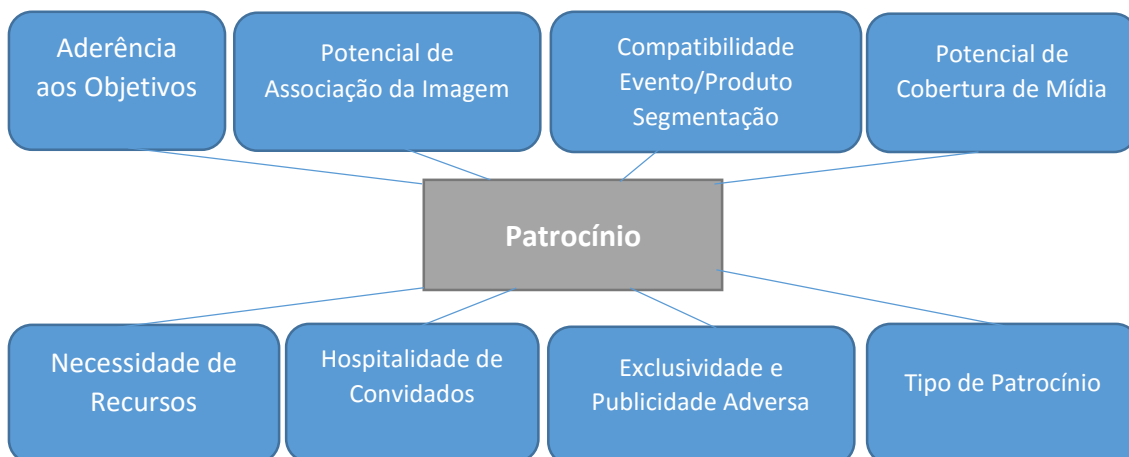 Aderência
aos Objetivos
Potencial de
Associação da Imagem
Compatibilidade
Evento/Produto
Segmentação
Potencial de
Cobertura de Mídia
Patrocínio
Necessidade de
Recursos
Hospitalidade de
Convidados
Exclusividade e
Publicidade Adversa
Tipo de Patrocínio